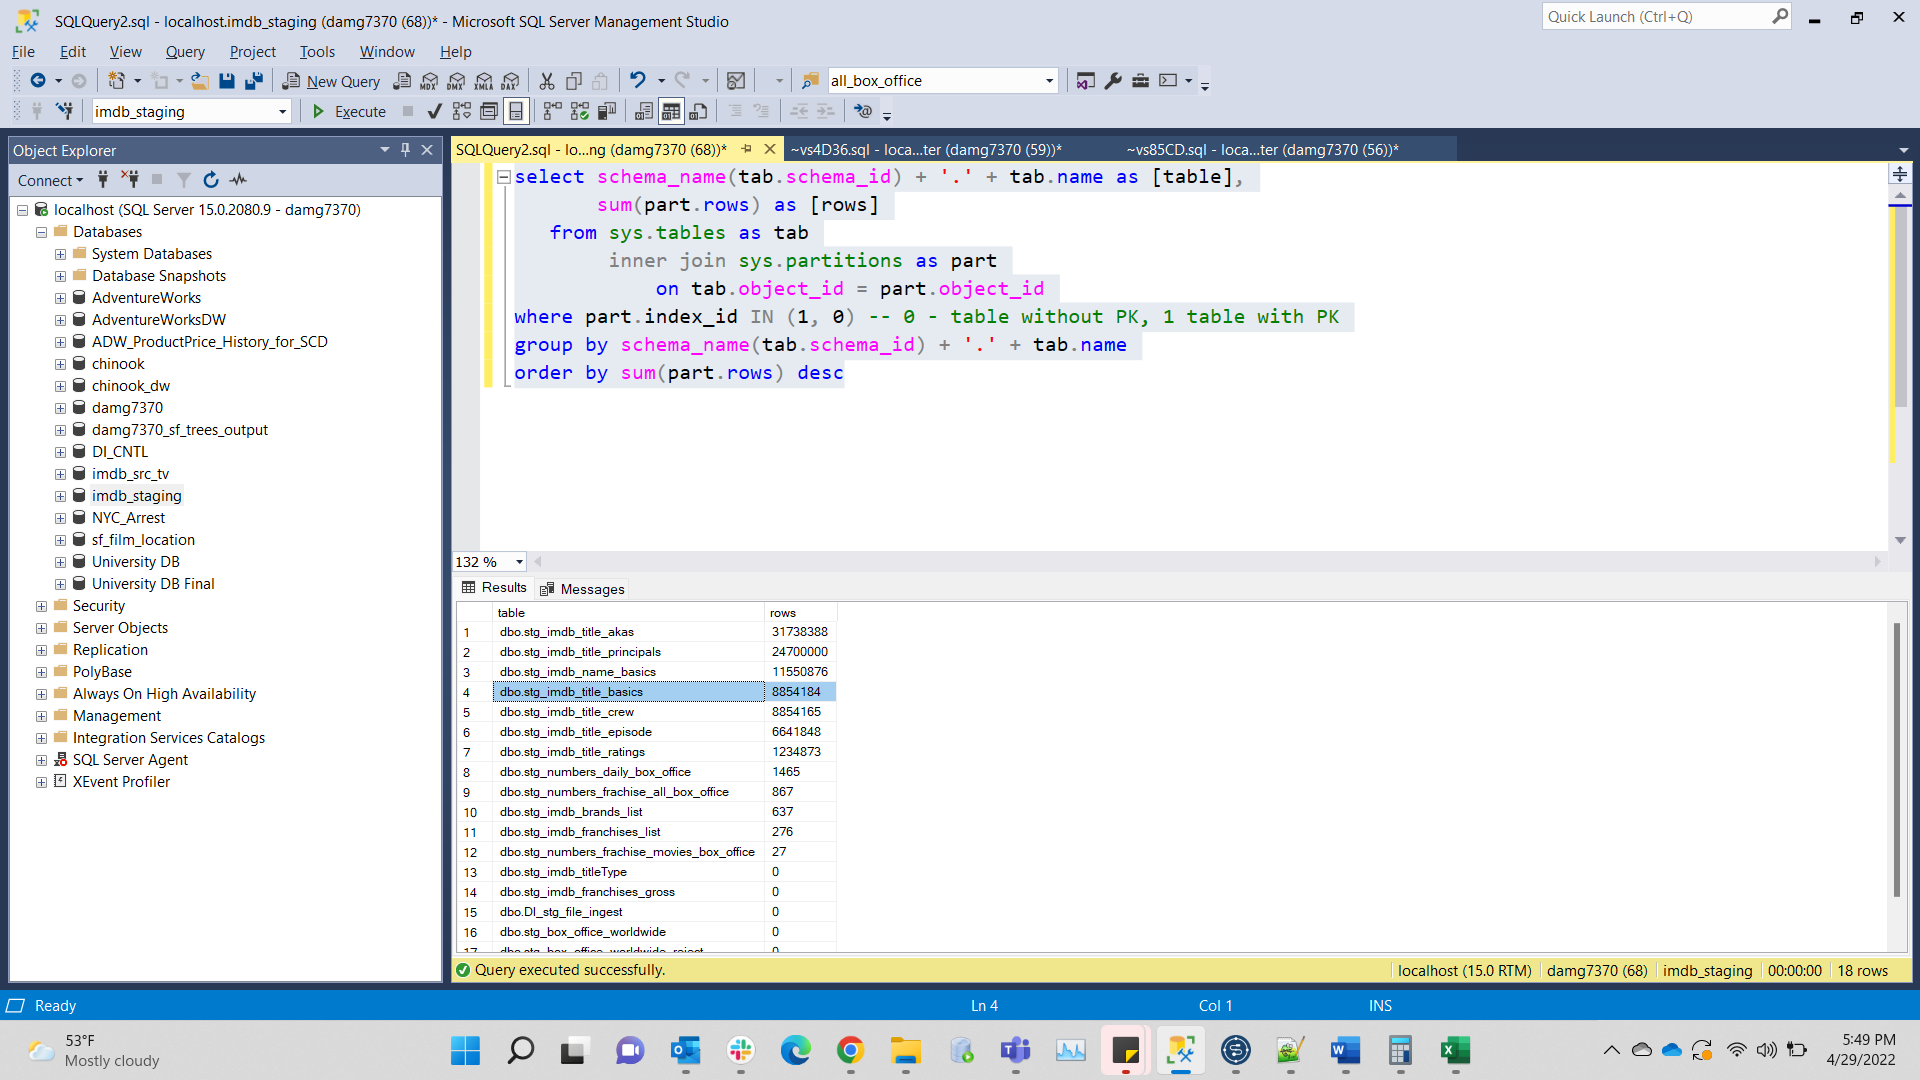 SQLQuery2.sql - localhost.imdb_staging (damg7370 (68))* - Microsoft SQL Server Management Studio
Quick Launch (Ctrl+Q)
File Edit View Query Project Tools Window Help
New Query MDX DMX XMLA DAX all_box_office
imdb_staging Execute
Object Explorer
SQLQuery2.sql - lo...ng (damg7370 (68))* ~vs4D36.sql - loca...ter (damg7370 (59))* ~vs85CD.sql - loca...ter (damg7370 (56))*
Connect
localhost (SQL Server 15.0.2080.9 - damg7370)
Databases
System Databases
Database Snapshots
AdventureWorks
AdventureWorksDW
ADW_ProductPrice_History_for_SCD
chinook
chinook_dw
damg7370
damg7370_sf_trees_output
DI_CNTL
imdb_src_tv
imdb_staging
NYC_Arrest
sf_film_location
University DB
University DB Final
Security
Server Objects
Replication
PolyBase
Always On High Availability
Management
Integration Services Catalogs
SQL Server Agent
XEvent Profiler
select schema_name(tab.schema_id) + '.' + tab.name as [table],
sum(part.rows) as [rows]
from sys.tables as tab
inner join sys.partitions as part
on tab.object_id = part.object_id
where part.index_id IN (1, 0) -- 0 - table without PK, 1 table with PK
group by schema_name(tab.schema_id) + '.' + tab.name
order by sum(part.rows) desc
132 %
Results Messages
table rows
1 dbo.stg_imdb_title_akas 31738388
2 dbo.stg_imdb_title_principals 24700000
3 dbo.stg_imdb_name_basics 11550876
4 dbo.stg_imdb_title_basics 8854184
5 dbo.stg_imdb_title_crew 8854165
6 dbo.stg_imdb_title_episode 6641848
7 dbo.stg_imdb_title_ratings 1234873
8 dbo.stg_numbers_daily_box_office 1465
9 dbo.stg_numbers_frachise_all_box_office 867
10 dbo.stg_imdb_brands_list 637
11 dbo.stg_imdb_franchises_list 276
12 dbo.stg_numbers_frachise_movies_box_office 27
13 dbo.stg_imdb_titleType 0
14 dbo.stg_imdb_franchises_gross 0
15 dbo.DI_stg_file_ingest 0
16 dbo.stg_box_office_worldwide 0
17 dbo.stg_box_office_worldwide_reject 0
Query executed successfully. localhost (15.0 RTM) damg7370 (68) imdb_staging 00:00:00 18 rows
Ready Ln 4 Col 1 INS
53°F
Mostly cloudy
5:49 PM
4/29/2022